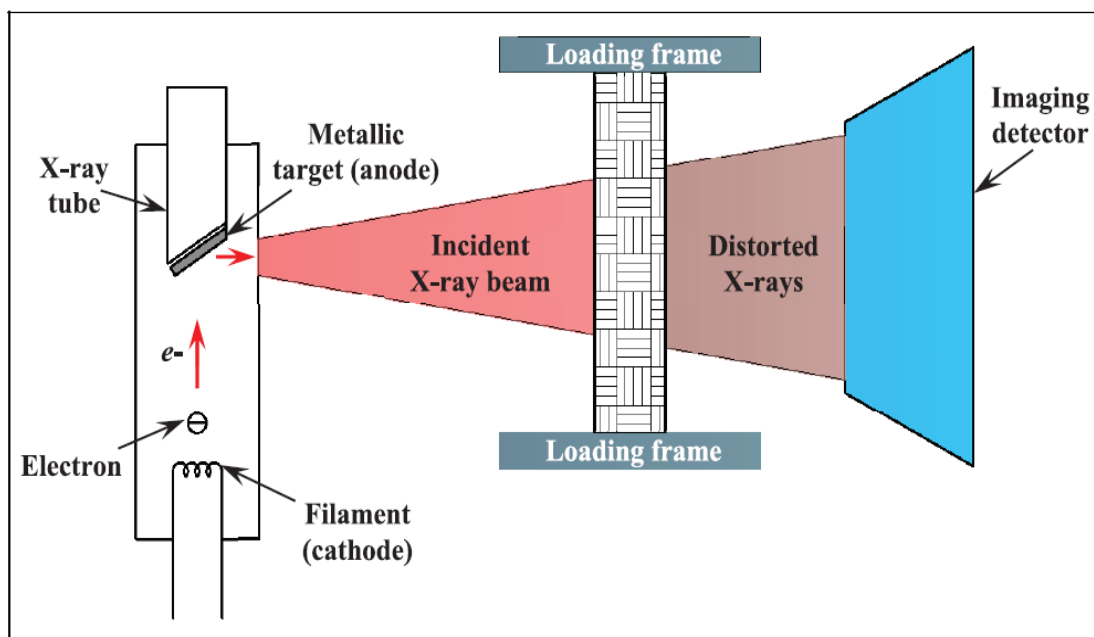 Loading frame
Metallic
target (anode)
X-ray
tube
Imaging
detector
Incident
X-ray beam
Distorted
X-rays
e-
Electron
Loading frame
Filament
(cathode)